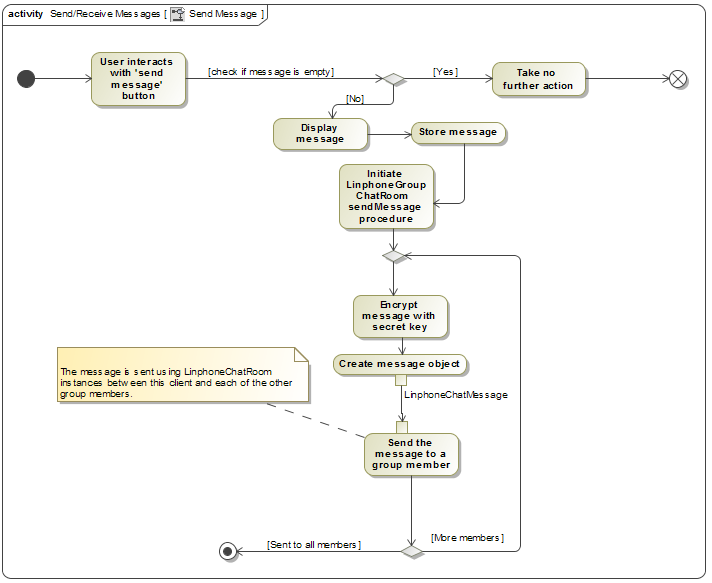 activity Send/Receive Messages [ Send Message ]
User interacts
with 'send
message'
button
[check if message is empty]
[Yes ]
Take no
further action
[No]
Display
message
Store message
Initiate
LinphoneGroup
ChatRoom
sendMessage
procedure
Encrypt
message with
secret key
Create message object
LinphoneChatMessage
The message is sent using LinphoneChatRoom
instances between this client and each of the other
group members.
Send the
message to a
group member
[More members ]
[Sent to all members ]